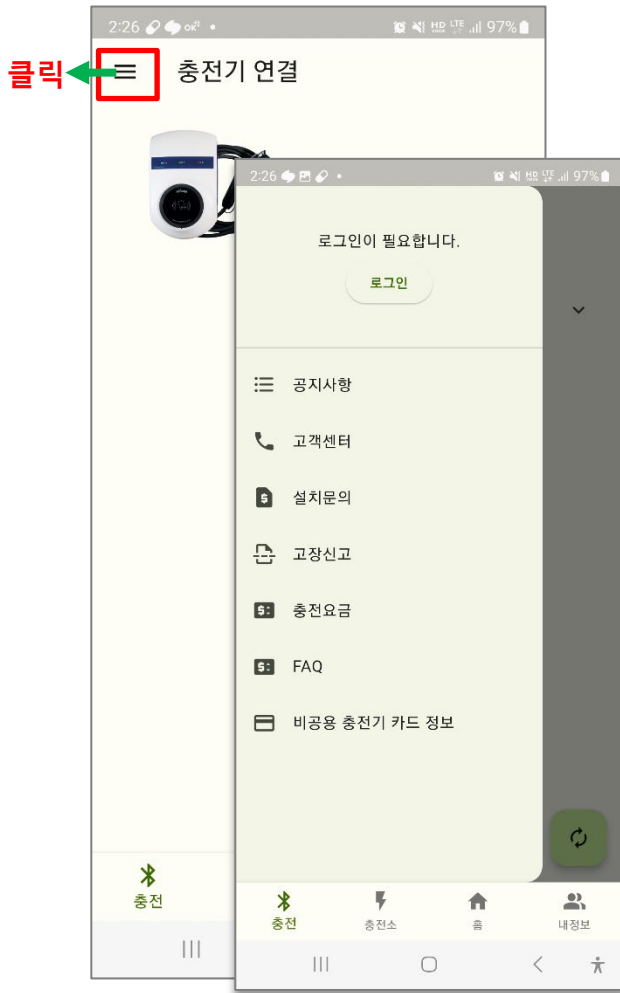 2:26
97%
클릭
충전기 연결
2:26
97%
로그인이 필요합니다.
로그인
공지사항
고객센터
설치문의
고장신고
충전요금
FAQ
비공용 충전기 카드 정보
충전
충전
충전소
홈
내정보